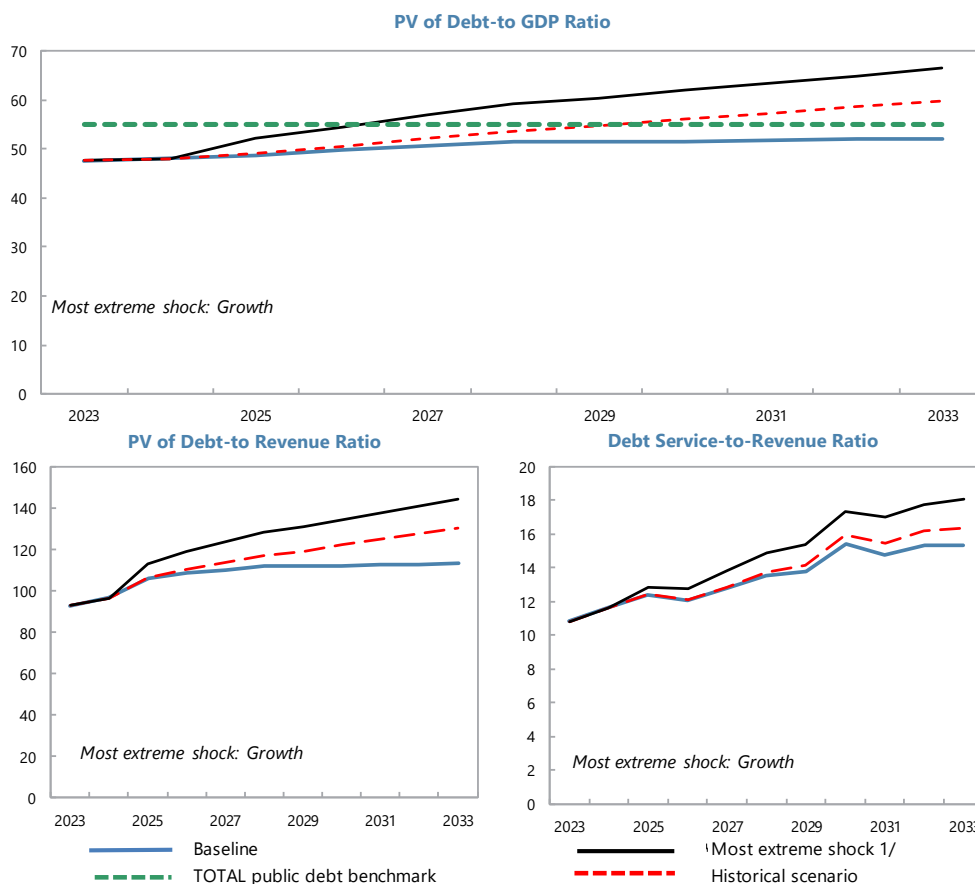 PV of Debt-to GDP Ratio
70
60
50
40
30
20
10
0
Most extreme shock: Growth
2023 2025 2027 2029 2031 2033
PV of Debt-to Revenue Ratio
160
140
120
100
80
60
40
20
0
Most extreme shock: Growth
2023 2025 2027 2029 2031 2033
Debt Service-to-Revenue Ratio
20
18
16
14
12
10
8
6
4
2
0
Most extreme shock: Growth
2023 2025 2027 2029 2031 2033
Baseline
Most extreme shock 1/
TOTAL public debt benchmark
Historical scenario